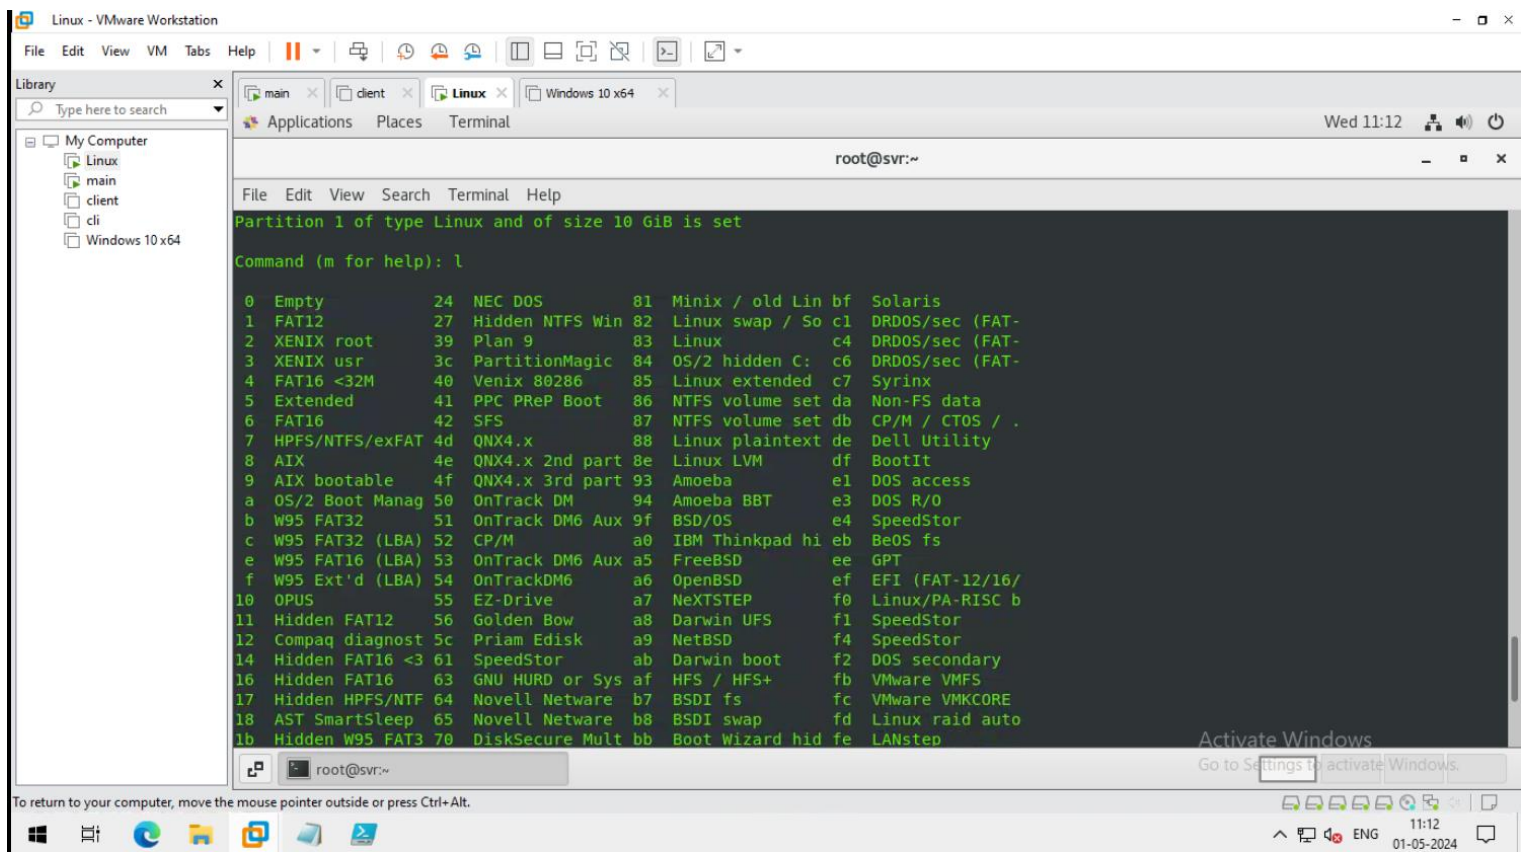 Linux - VMware Workstation
File Edit View VM Tabs Help
Library
Type here to search
My Computer
Linux
main
client
cli
Windows 10 x64
main client Linux Windows 10 x64
Applications Places Terminal Wed 11:12
root@svr:~
File Edit View Search Terminal Help
Partition 1 of type Linux and of size 10 GiB is set
Command (m for help): l
0 Empty 24 NEC DOS 81 Minix / old Lin bf Solaris
1 FAT12 27 Hidden NTFS Win 82 Linux swap / So c1 DRDOS/sec (FAT-
2 XENIX root 39 Plan 9 83 Linux c4 DRDOS/sec (FAT-
3 XENIX usr 3c PartitionMagic 84 OS/2 hidden C: c6 DRDOS/sec (FAT-
4 FAT16 <32M 40 Venix 80286 85 Linux extended c7 Syrinx
5 Extended 41 PPC PReP Boot 86 NTFS volume set da Non-FS data
6 FAT16 42 SFS 87 NTFS volume set db CP/M / CTOS / .
7 HPFS/NTFS/exFAT 4d QNX4.x 88 Linux plaintext de Dell Utility
8 AIX 4e QNX4.x 2nd part 8e Linux LVM df BootIt
9 AIX bootable 4f QNX4.x 3rd part 93 Amoeba e1 DOS access
a OS/2 Boot Manag 50 OnTrack DM 94 Amoeba BBT e3 DOS R/O
b W95 FAT32 51 OnTrack DM6 Aux 9f BSD/OS e4 SpeedStor
c W95 FAT32 (LBA) 52 CP/M a0 IBM Thinkpad hi eb BeOS fs
e W95 FAT16 (LBA) 53 OnTrack DM6 Aux a5 FreeBSD ee GPT
f W95 Ext'd (LBA) 54 OnTrackDM6 a6 OpenBSD ef EFI (FAT-12/16/
10 OPUS 55 EZ-Drive a7 NeXTSTEP f0 Linux/PA-RISC b
11 Hidden FAT12 56 Golden Bow a8 Darwin UFS f1 SpeedStor
12 Compaq diagnost 5c Priam Edisk a9 NetBSD f4 SpeedStor
14 Hidden FAT16 <3 61 SpeedStor ab Darwin boot f2 DOS secondary
16 Hidden FAT16 63 GNU HURD or Sys af HFS / HFS+ fb VMware VMFS
17 Hidden HPFS/NTF 64 Novell Netware b7 BSDI fs fc VMware VMKCORE
18 AST SmartSleep 65 Novell Netware b8 BSDI swap fd Linux raid auto
1b Hidden W95 FAT3 70 DiskSecure Mult bb Boot Wizard hid fe LANstep
Activate Windows
Go to Settings to activate Windows.
root@svr:~
To return to your computer, move the mouse pointer outside or press Ctrl+Alt.
ENG
11:12
01-05-2024